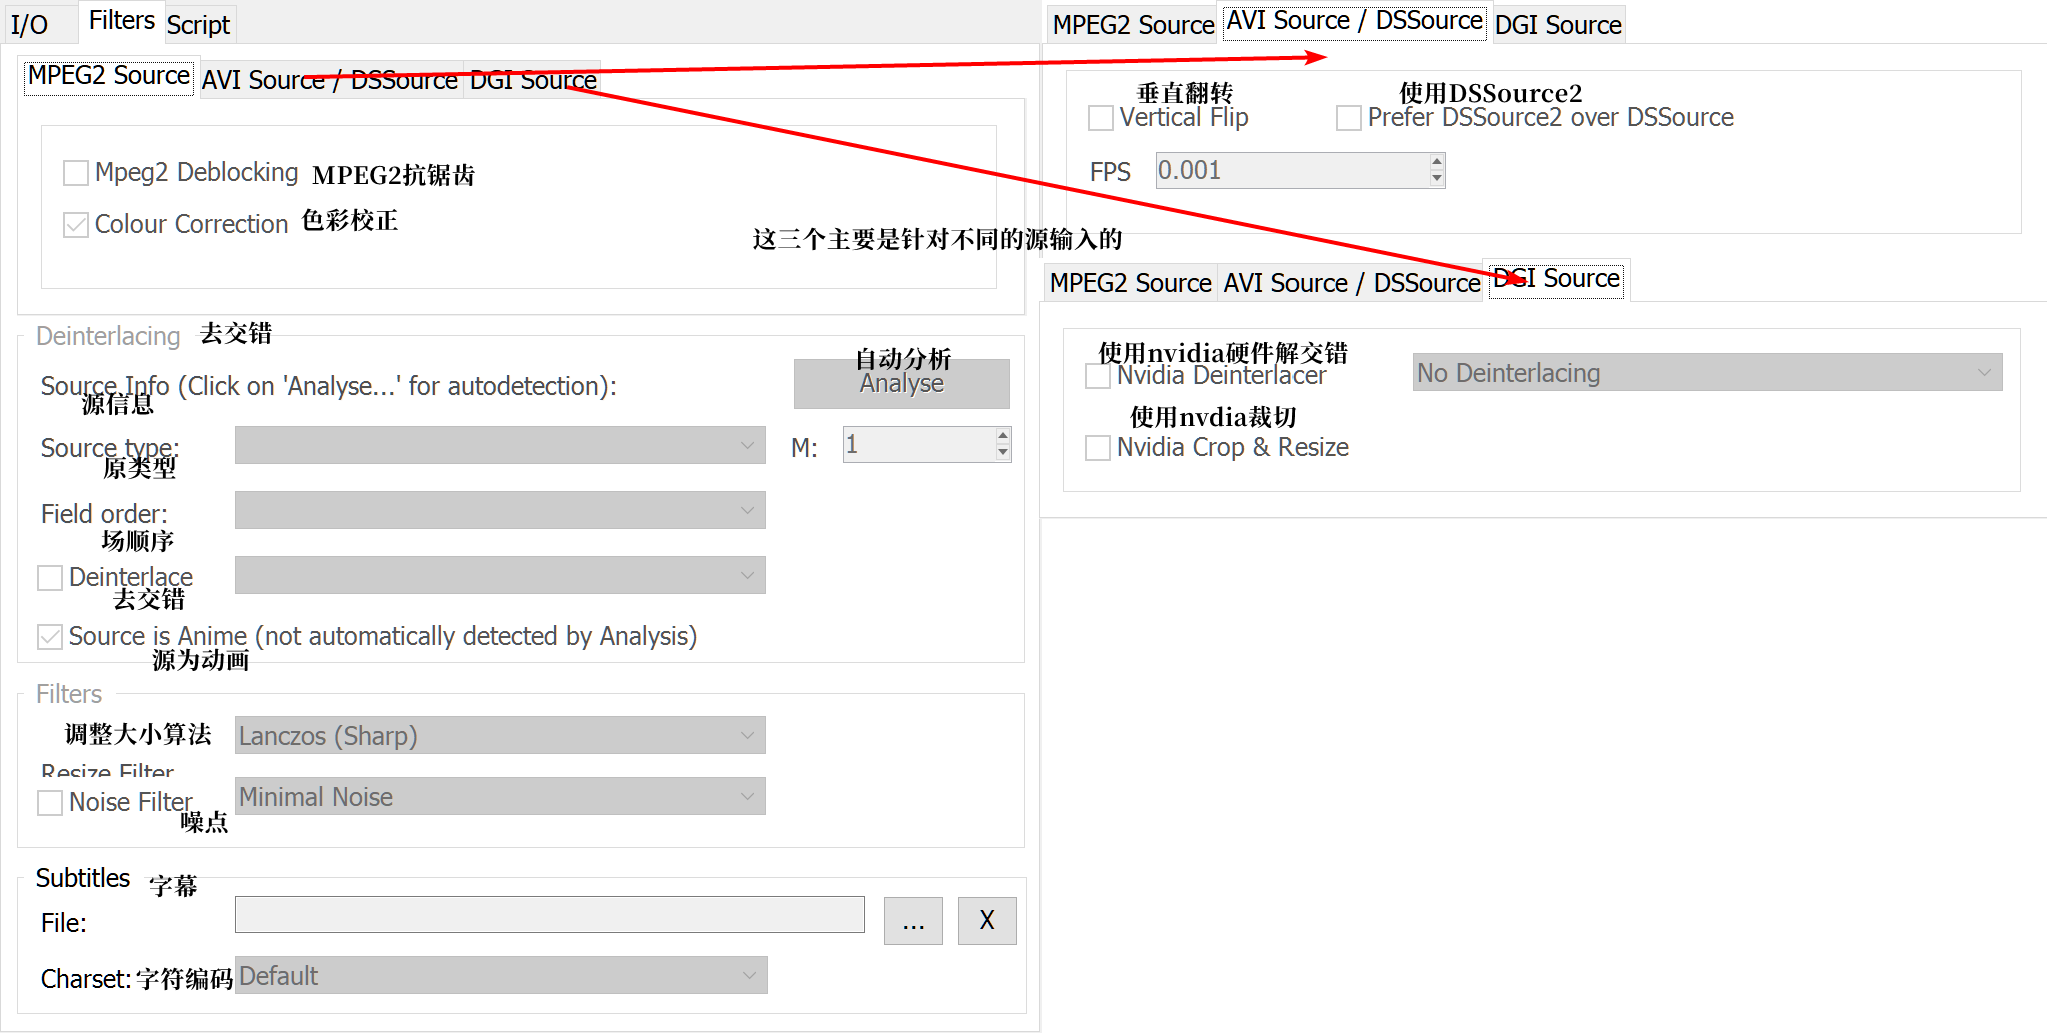 I/O Filters Script
MPEG2 Source AVI Source / DSSource DGI Source
Mpeg2 Deblocking MPEG2抗锯齿
Colour Correction 色彩校正
这三个主要是针对不同的源输入的
Deinterlacing 去交错
Source Info (Click on 'Analyse...' for autodetection):
源信息
自动分析
Analyse
Source type:
原类型
M: 1
Field order:
场顺序
Deinterlace
去交错
Source is Anime (not automatically detected by Analysis)
源为动画
Filters
调整大小算法 Lanczos (Sharp)
Resize Filter
Noise Filter Minimal Noise
噪点
Subtitles 字幕
File: ... X
Charset: 字符编码 Default
MPEG2 Source AVI Source / DSSource DGI Source
垂直翻转 使用DSSource2
Vertical Flip Prefer DSSource2 over DSSource
FPS 0.001
MPEG2 Source AVI Source / DSSource DGI Source
使用nvidia硬件解交错
Nvidia Deinterlacer No Deinterlacing
使用nvdia裁切
Nvidia Crop & Resize